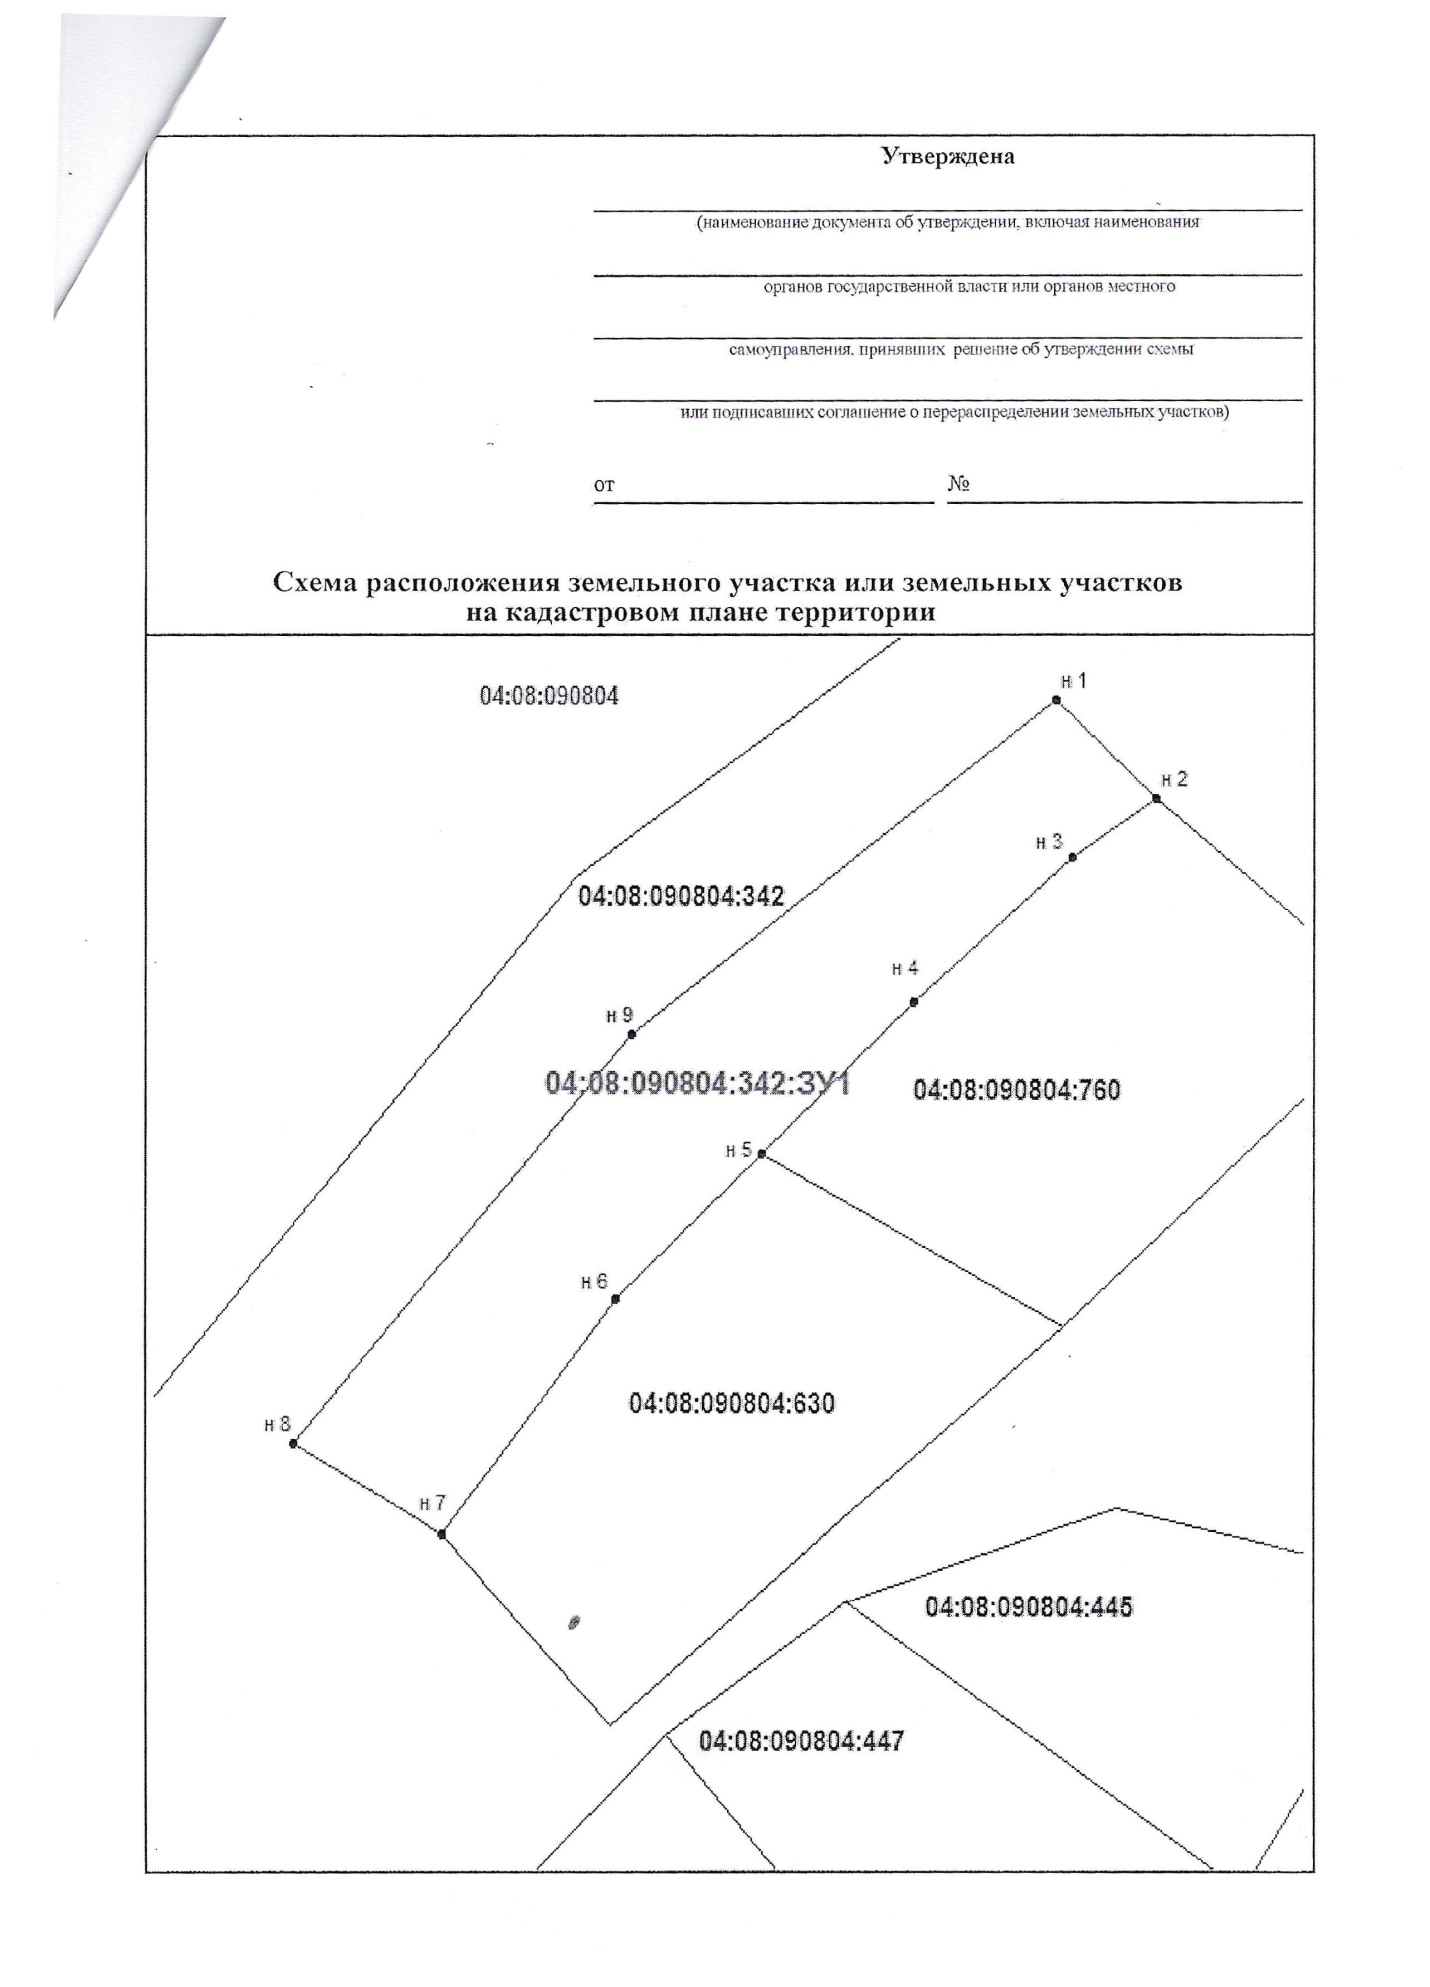 Утверждена
(наименование документа об утверждении, включая наименования
органов государственной власти или органов местного
самоуправления, принявших решение об утверждении схемы
или подписавших соглашение о перераспределении земельных участков)
от №
Схема расположения земельного участка или земельных участков
на кадастровом плане территории
н 1
04:08:090804
н 2
н 3
04:08:090804:342
н 4
н 9
04:08:090804:342:ЗУ1
04:08:090804:760
н 5
н 6
04:08:090804:630
н 8
н 7
04:08:090804:445
04:08:090804:447